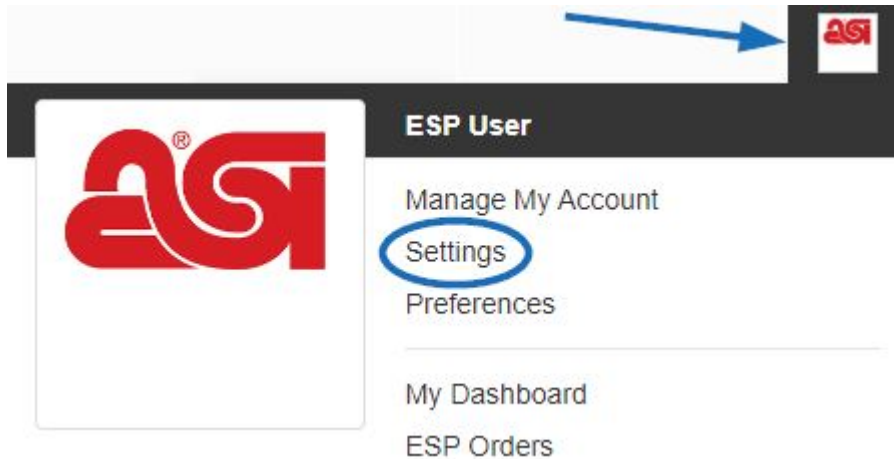 asi
ESP User
asi®
Manage My Account
Settings
Preferences
My Dashboard
ESP Orders